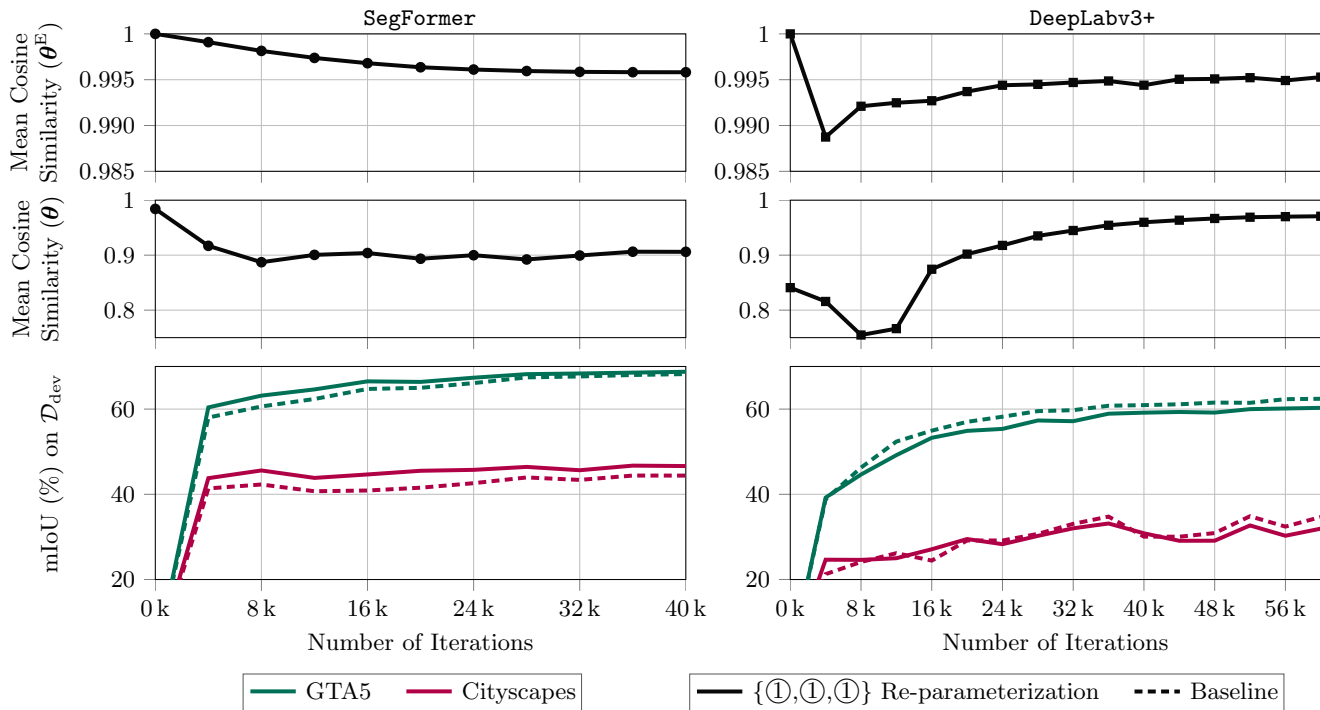 SegFormer
DeepLabv3+
Mean Cosine
Similarity (θᴱ)
1
0.995
0.990
0.985
1
0.995
0.990
0.985
Mean Cosine
Similarity (θ)
1
0.9
0.8
1
0.9
0.8
mIoU (%) on 𝒟dev
60
40
20
60
40
20
0 k 8 k 16 k 24 k 32 k 40 k
0 k 8 k 16 k 24 k 32 k 40 k 48 k 56 k
Number of Iterations
Number of Iterations
GTA5 Cityscapes
{①,①,①} Re-parameterization Baseline